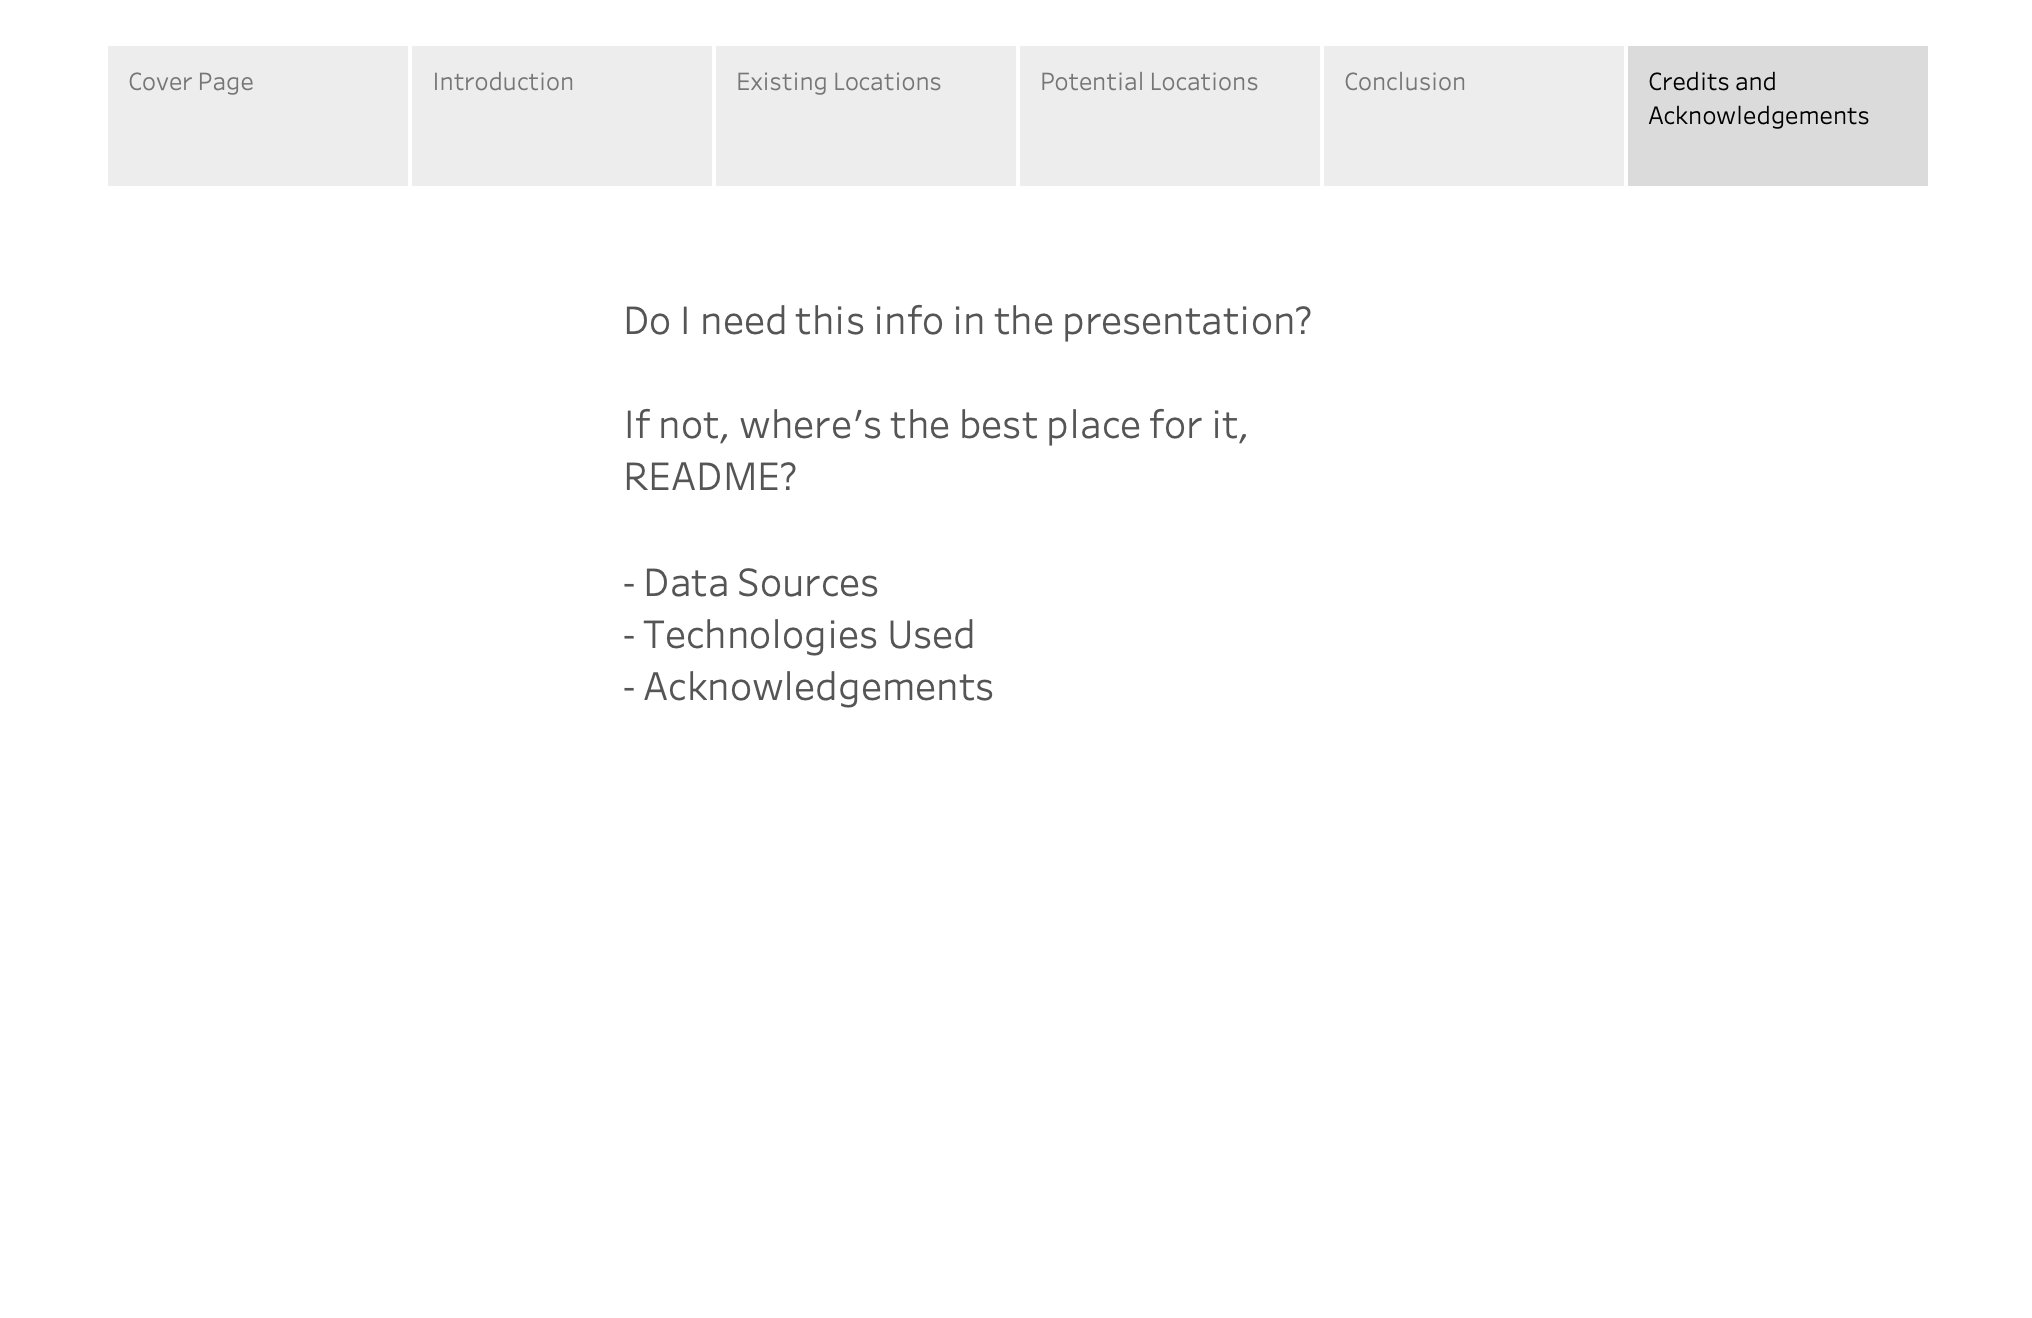 Cover Page
Introduction
Existing Locations
Potential Locations
Conclusion
Credits and
Acknowledgements
Do I need this info in the presentation?
If not, where’s the best place for it,
README?
- Data Sources
- Technologies Used
- Acknowledgements